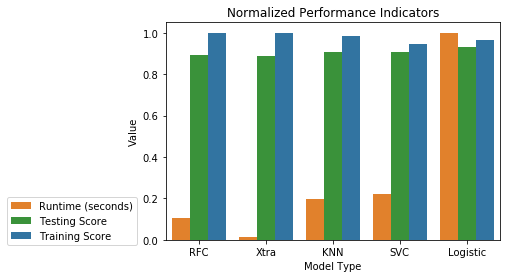 Normalized Performance Indicators
1.0
0.8
0.6
0.4
0.2
0.0
Value
RFC Xtra KNN SVC Logistic
Model Type
Runtime (seconds)
Testing Score
Training Score